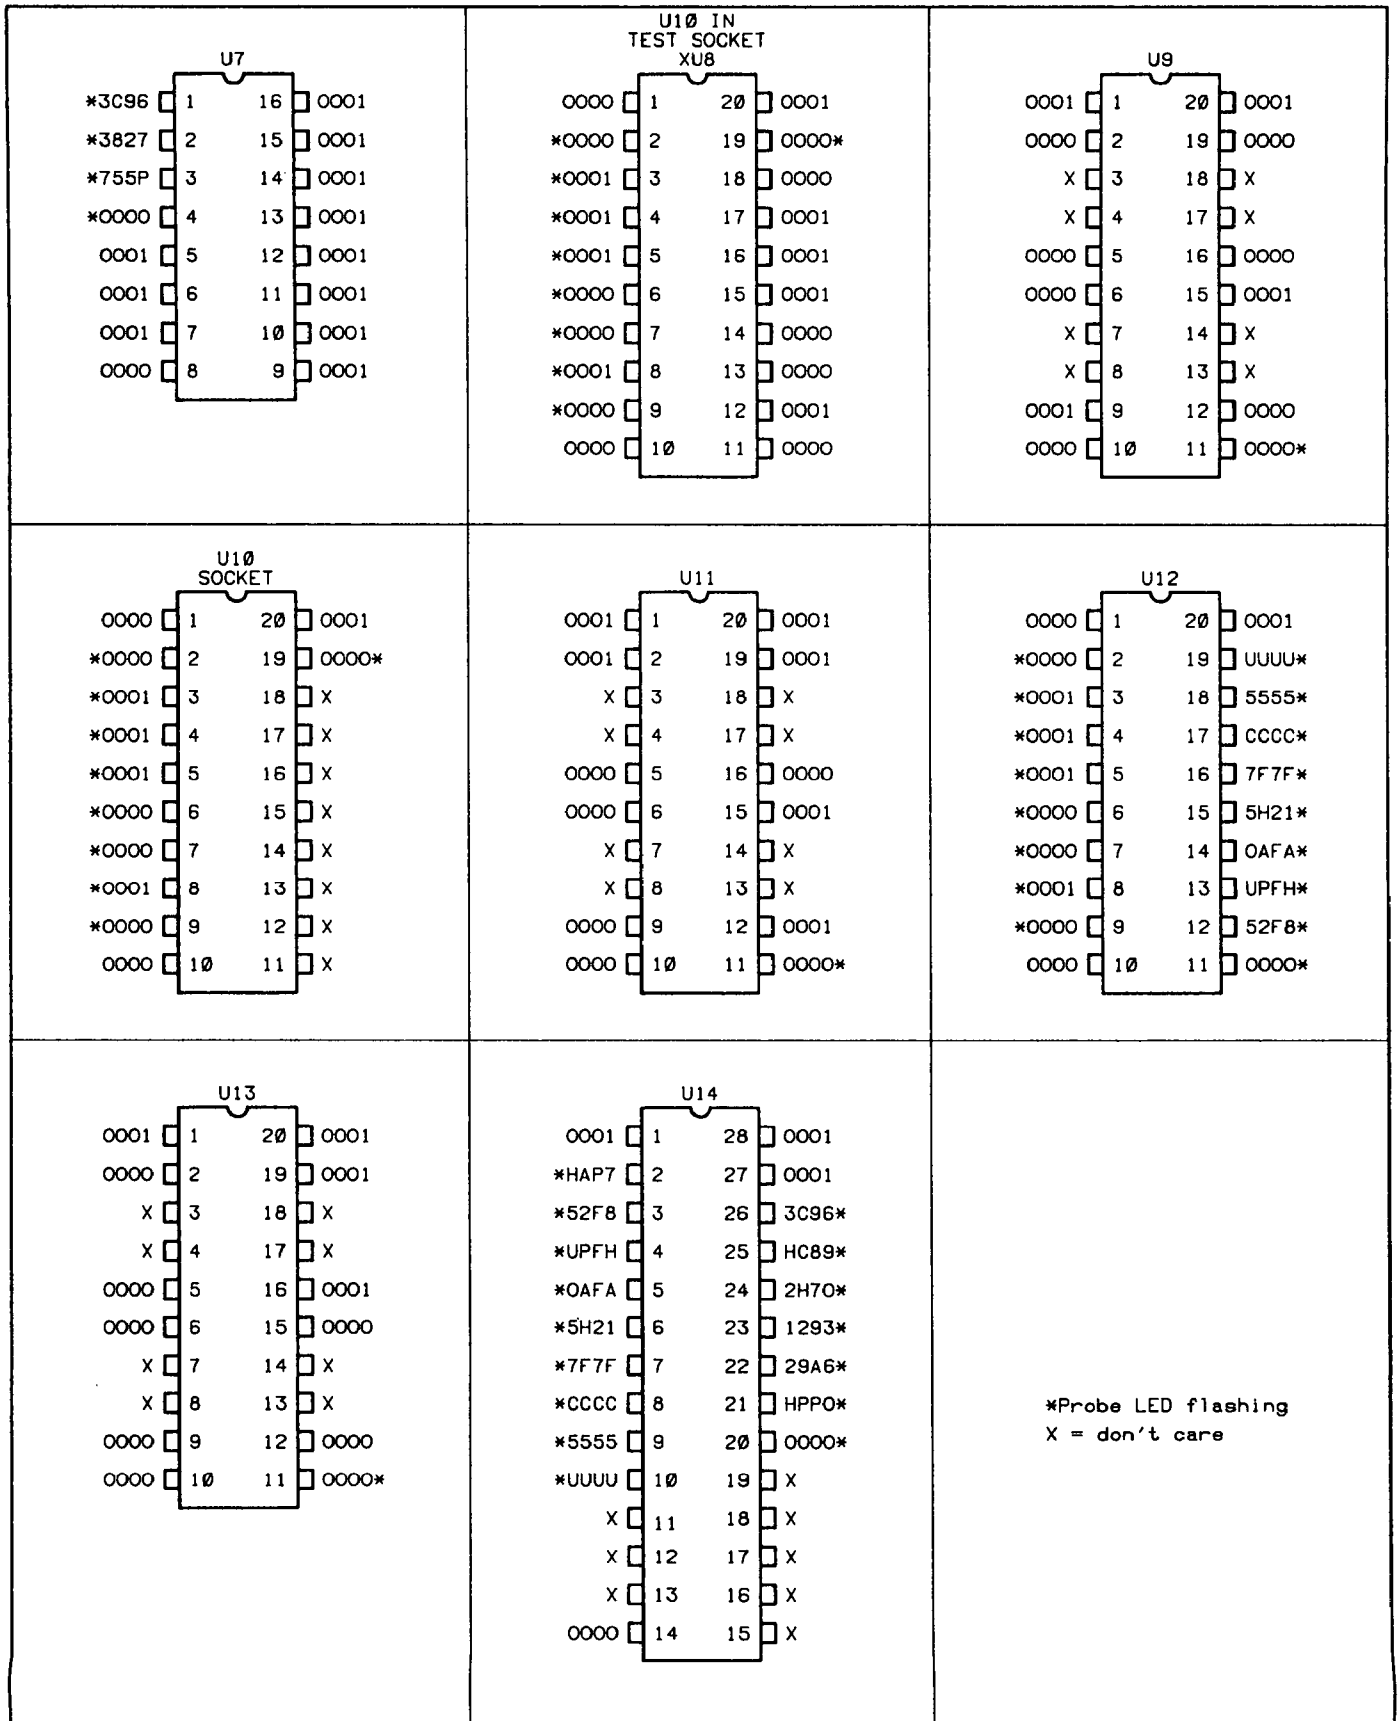 U7
*3C96 1 16 0001
*3827 2 15 0001
*755P 3 14 0001
*0000 4 13 0001
0001 5 12 0001
0001 6 11 0001
0001 7 10 0001
0000 8 9 0001
U10 IN
TEST SOCKET
XU8
0000 1 20 0001
*0000 2 19 0000*
*0001 3 18 0000
*0001 4 17 0001
*0001 5 16 0001
*0000 6 15 0001
*0000 7 14 0000
*0001 8 13 0000
*0000 9 12 0001
0000 10 11 0000
U9
0001 1 20 0001
0000 2 19 0000
X 3 18 X
X 4 17 X
0000 5 16 0000
0000 6 15 0001
X 7 14 X
X 8 13 X
0001 9 12 0000
0000 10 11 0000*
U10
SOCKET
0000 1 20 0001
*0000 2 19 0000*
*0001 3 18 X
*0001 4 17 X
*0001 5 16 X
*0000 6 15 X
*0000 7 14 X
*0001 8 13 X
*0000 9 12 X
0000 10 11 X
U11
0001 1 20 0001
0001 2 19 0001
X 3 18 X
X 4 17 X
0000 5 16 0000
0000 6 15 0001
X 7 14 X
X 8 13 X
0000 9 12 0001
0000 10 11 0000*
U12
0000 1 20 0001
*0000 2 19 UUUU*
*0001 3 18 5555*
*0001 4 17 CCCC*
*0001 5 16 7F7F*
*0000 6 15 5H21*
*0000 7 14 0AFA*
*0001 8 13 UPFH*
*0000 9 12 52F8*
0000 10 11 0000*
U13
0001 1 20 0001
0000 2 19 0001
X 3 18 X
X 4 17 X
0000 5 16 0001
0000 6 15 0000
X 7 14 X
X 8 13 X
0000 9 12 0000
0000 10 11 0000*
U14
0001 1 28 0001
*HAP7 2 27 0001
*52F8 3 26 3C96*
*UPFH 4 25 HC89*
*0AFA 5 24 2H70*
*5H21 6 23 1293*
*7F7F 7 22 29A6*
*CCCC 8 21 HPP0*
*5555 9 20 0000*
*UUUU 10 19 X
X 11 18 X
X 12 17 X
X 13 16 X
0000 14 15 X
*Probe LED flashing
X = don't care